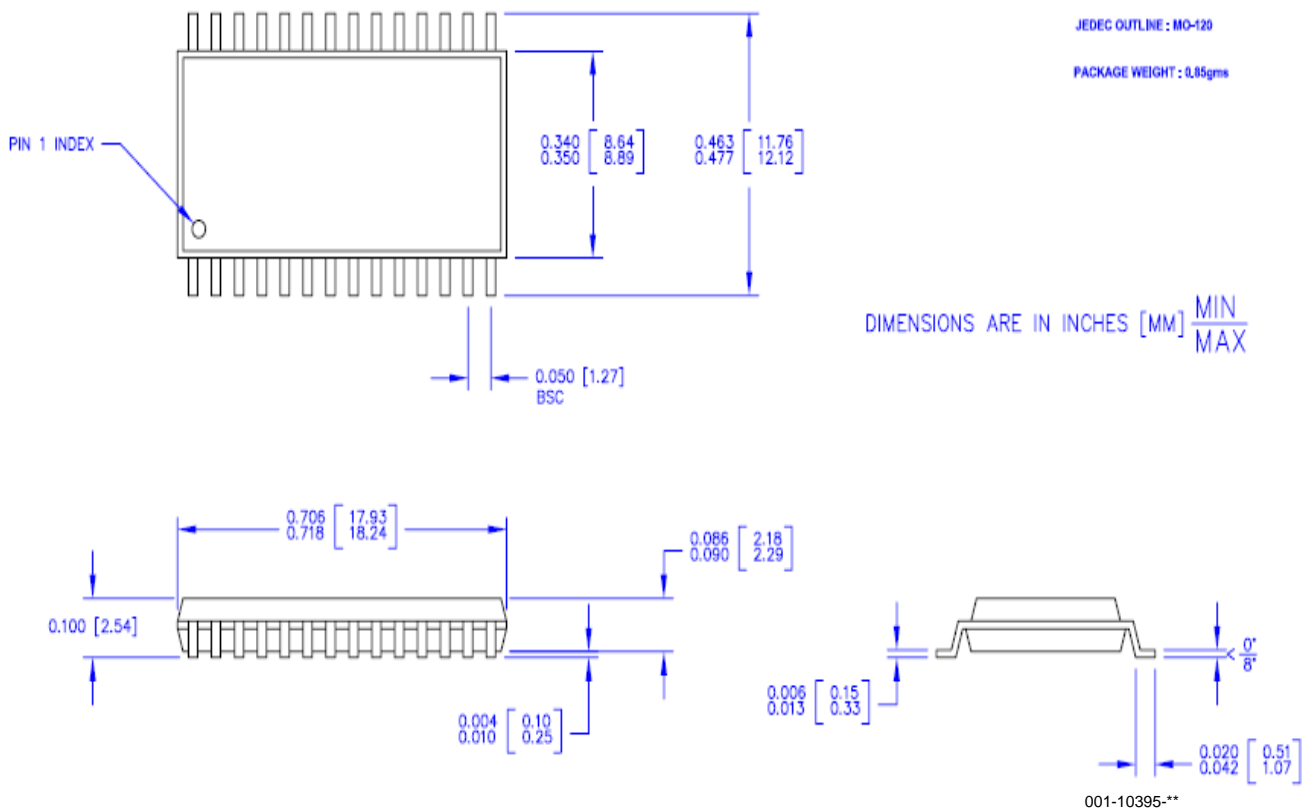 JEDEC OUTLINE : MO-120
PACKAGE WEIGHT : 0.85gms
PIN 1 INDEX
0.340 [ 8.64
0.350 [ 8.89 ]
0.463 [ 11.76
0.477 [ 12.12 ]
DIMENSIONS ARE IN INCHES [MM] MIN
MAX
0.050 [1.27]
BSC
0.706 [ 17.93
0.718 [ 18.24 ]
0.086 [ 2.18
0.090 [ 2.29 ]
0.100 [2.54]
0.004 [ 0.10
0.010 [ 0.25 ]
0.006 [ 0.15
0.013 [ 0.33 ]
< 0°
8°
0.020 [ 0.51
0.042 [ 1.07 ]
001-10395-**